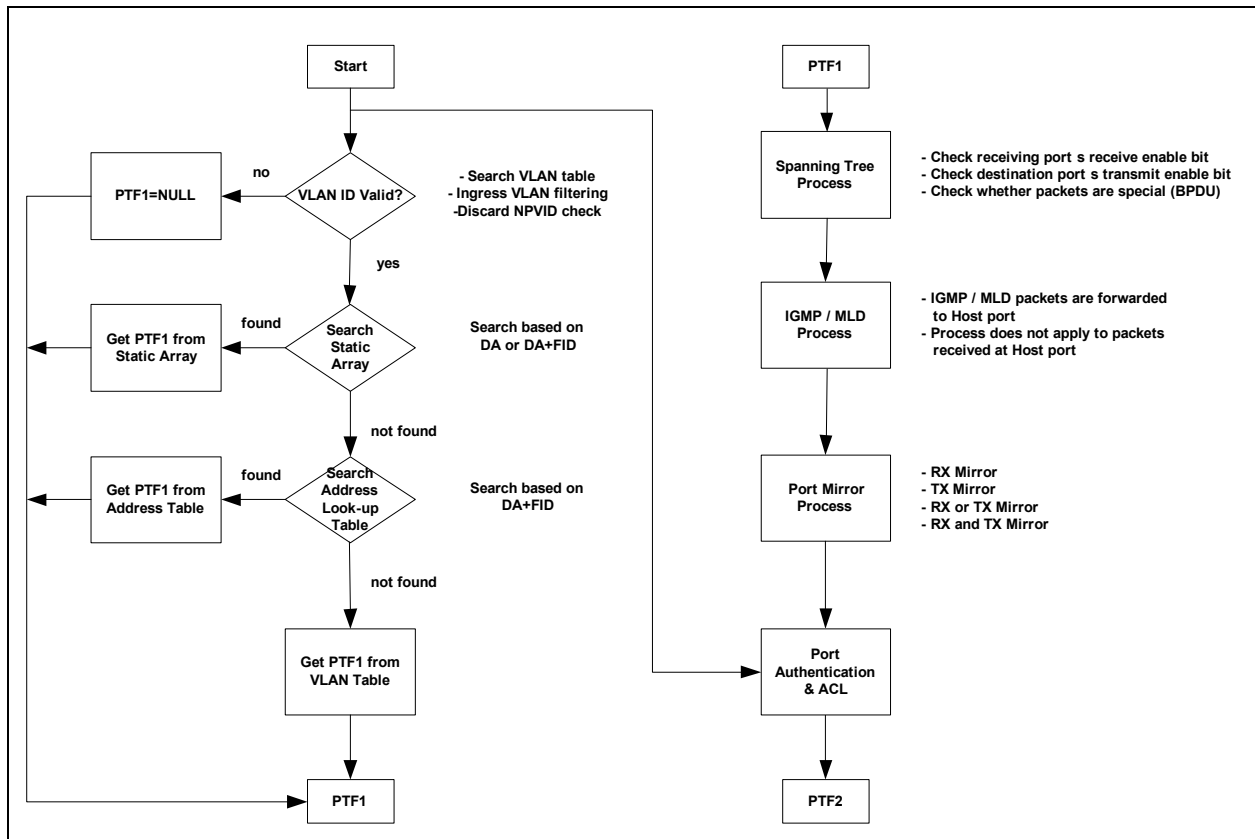 Start
VLAN ID Valid?
no
PTF1=NULL
- Search VLAN table
- Ingress VLAN filtering
-Discard NPVID check
yes
Search
Static
Array
found
Get PTF1 from
Static Array
Search based on
DA or DA+FID
not found
Search
Address
Look-up
Table
found
Get PTF1 from
Address Table
Search based on
DA+FID
not found
Get PTF1 from
VLAN Table
PTF1
PTF1
Spanning Tree
Process
- Check receiving port s receive enable bit
- Check destination port s transmit enable bit
- Check whether packets are special (BPDU)
IGMP / MLD
Process
- IGMP / MLD packets are forwarded
to Host port
- Process does not apply to packets
received at Host port
Port Mirror
Process
- RX Mirror
- TX Mirror
- RX or TX Mirror
- RX and TX Mirror
Port
Authentication
& ACL
PTF2